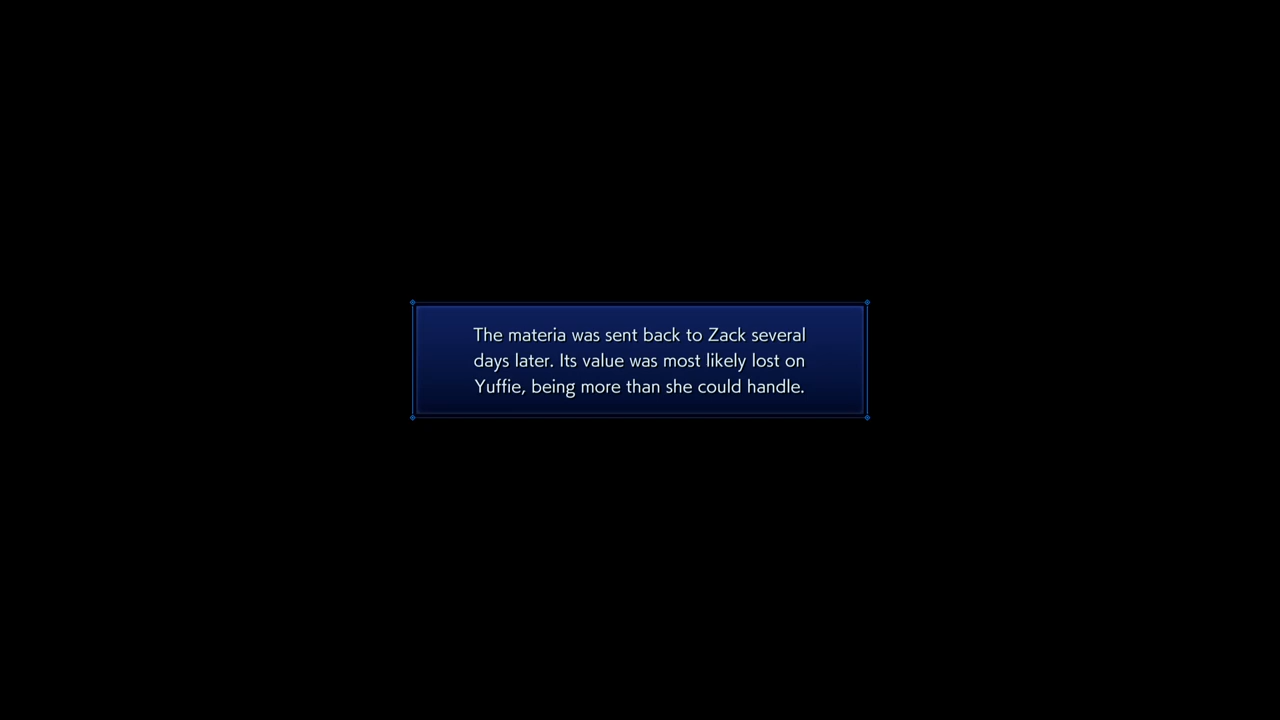 The materia was sent back to Zack several
days later. Its value was most likely lost on
Yuffie, being more than she could handle.